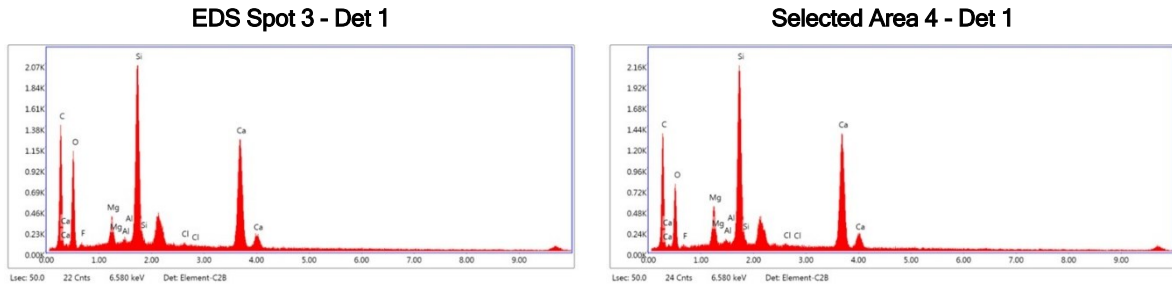 EDS Spot 3 - Det 1
2.07K
1.84K
1.61K
1.38K
1.15K
0.92K
0.69K
0.46K
0.23K
0.00K
C
Ca
Ca
O
F
Mg
Mg
Al
Al
Si
Si
Cl
Cl
Ca
Ca
0.00 1.00 2.00 3.00 4.00 5.00 6.00 7.00 8.00 9.00
Lsec: 50.0 22 Cnts 6.580 keV Det: Element-C2B
Selected Area 4 - Det 1
2.16K
1.92K
1.68K
1.44K
1.20K
0.96K
0.72K
0.48K
0.24K
0.00K
C
Ca
Ca
O
F
Mg
Mg
Al
Al
Si
Si
Cl Cl
Ca
Ca
0.00 1.00 2.00 3.00 4.00 5.00 6.00 7.00 8.00 9.00
Lsec: 50.0 24 Cnts 6.580 keV Det: Element-C2B